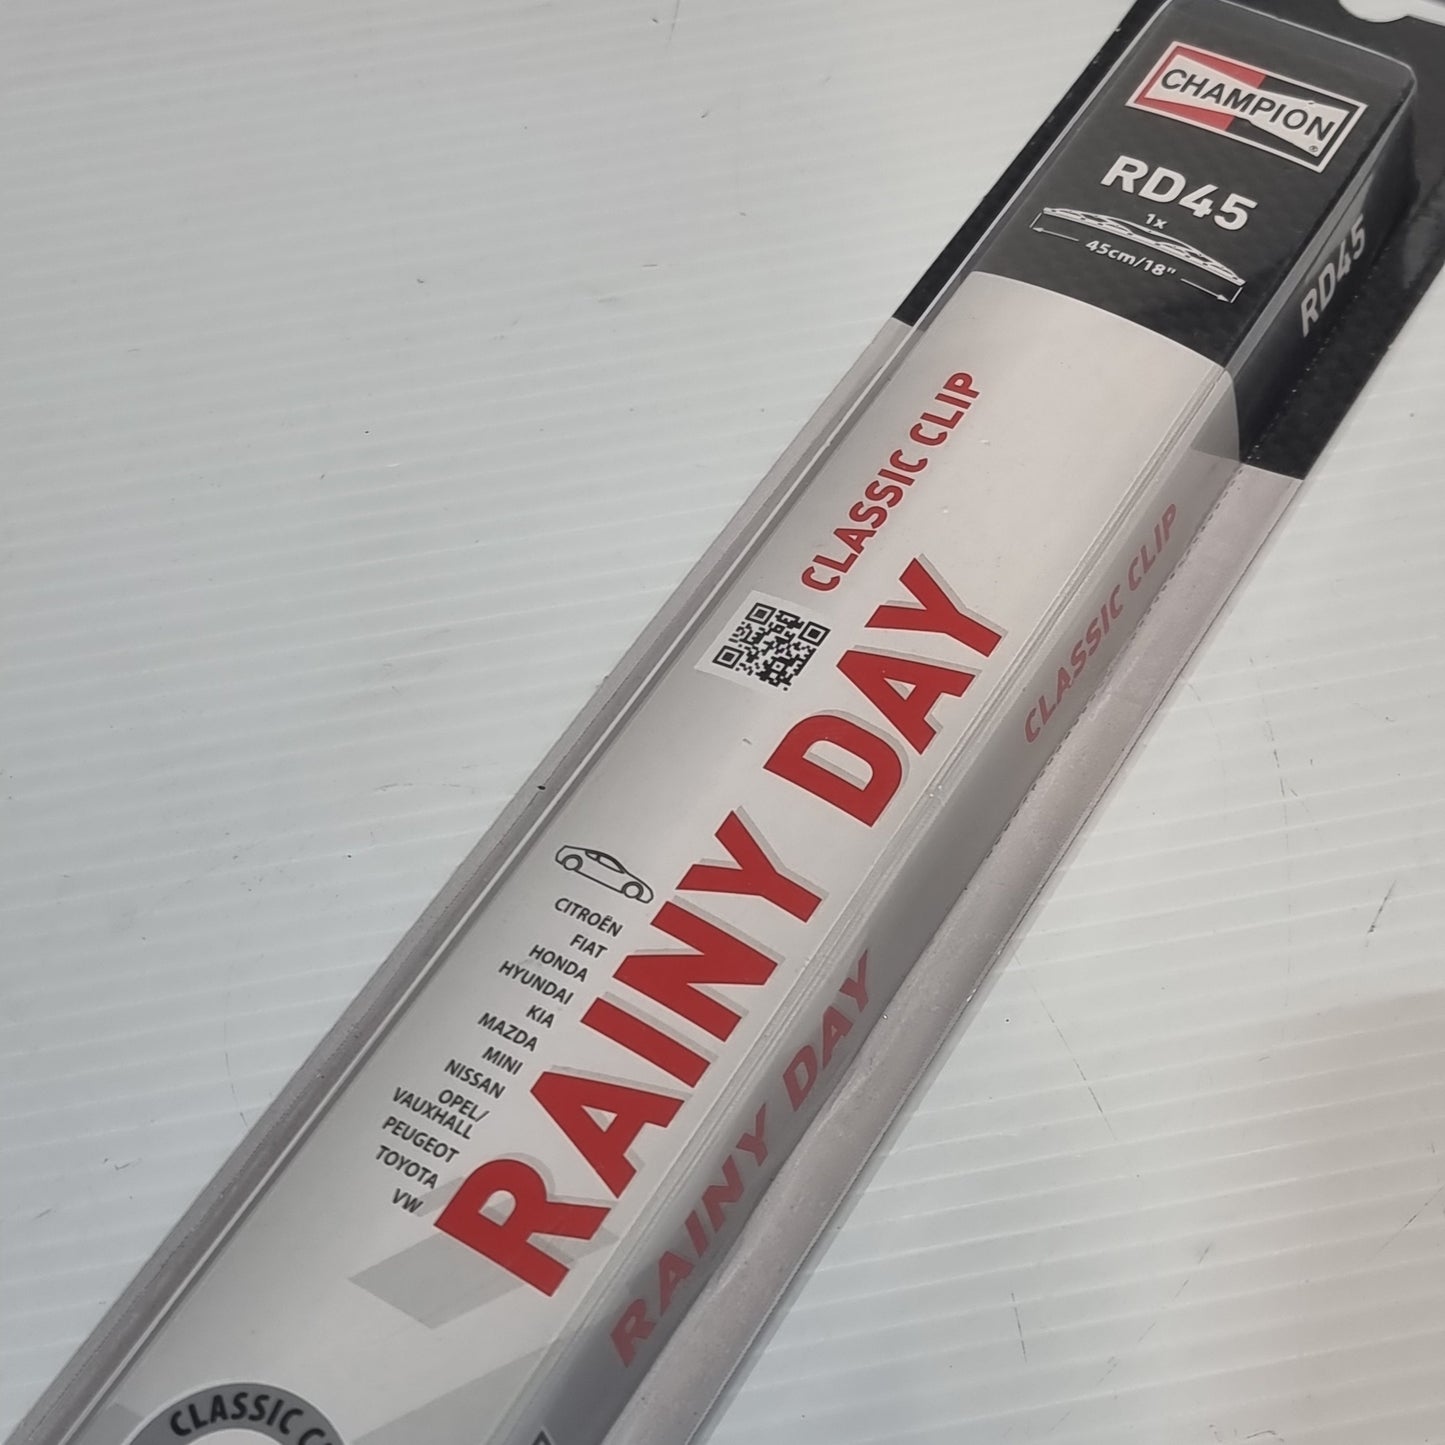 CHAMPION
RD45
1x
45cm/18"
RD45
CLASSIC CLIP
RAINY DAY
CITROËN
FIAT
HONDA
HYUNDAI
KIA
MAZDA
MINI
NISSAN
OPEL/
VAUXHALL
PEUGEOT
TOYOTA
VW
CLASSIC CLIP
RAINY DAY
CLASSIC